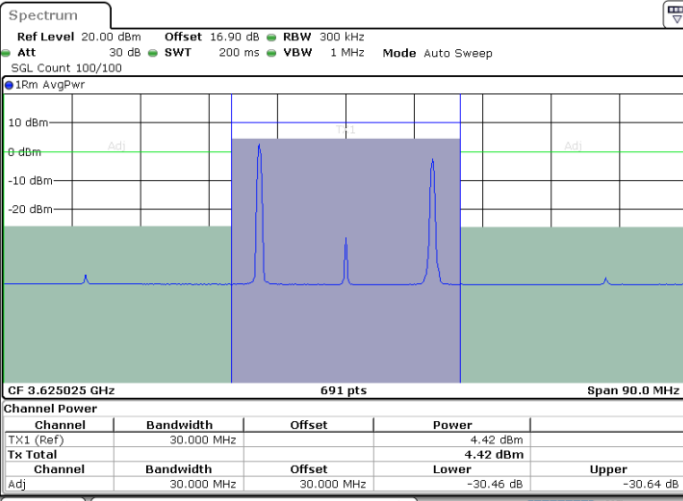 Spectrum
Ref Level 20.00 dBm Offset 16.90 dB RBW 300 kHz
Att 30 dB SWT 200 ms VBW 1 MHz Mode Auto Sweep
SGL Count 100/100
1Rm AvgPwr
10 dBm
TX1
Adj Adj
0 dBm
-10 dBm
-20 dBm
CF 3.625025 GHz 691 pts Span 90.0 MHz
Channel Power
Channel Bandwidth Offset Power
TX1 (Ref) 30.000 MHz 4.42 dBm
Tx Total 4.42 dBm
Channel Bandwidth Offset Lower Upper
Adj 30.000 MHz 30.000 MHz -30.46 dB -30.64 dB